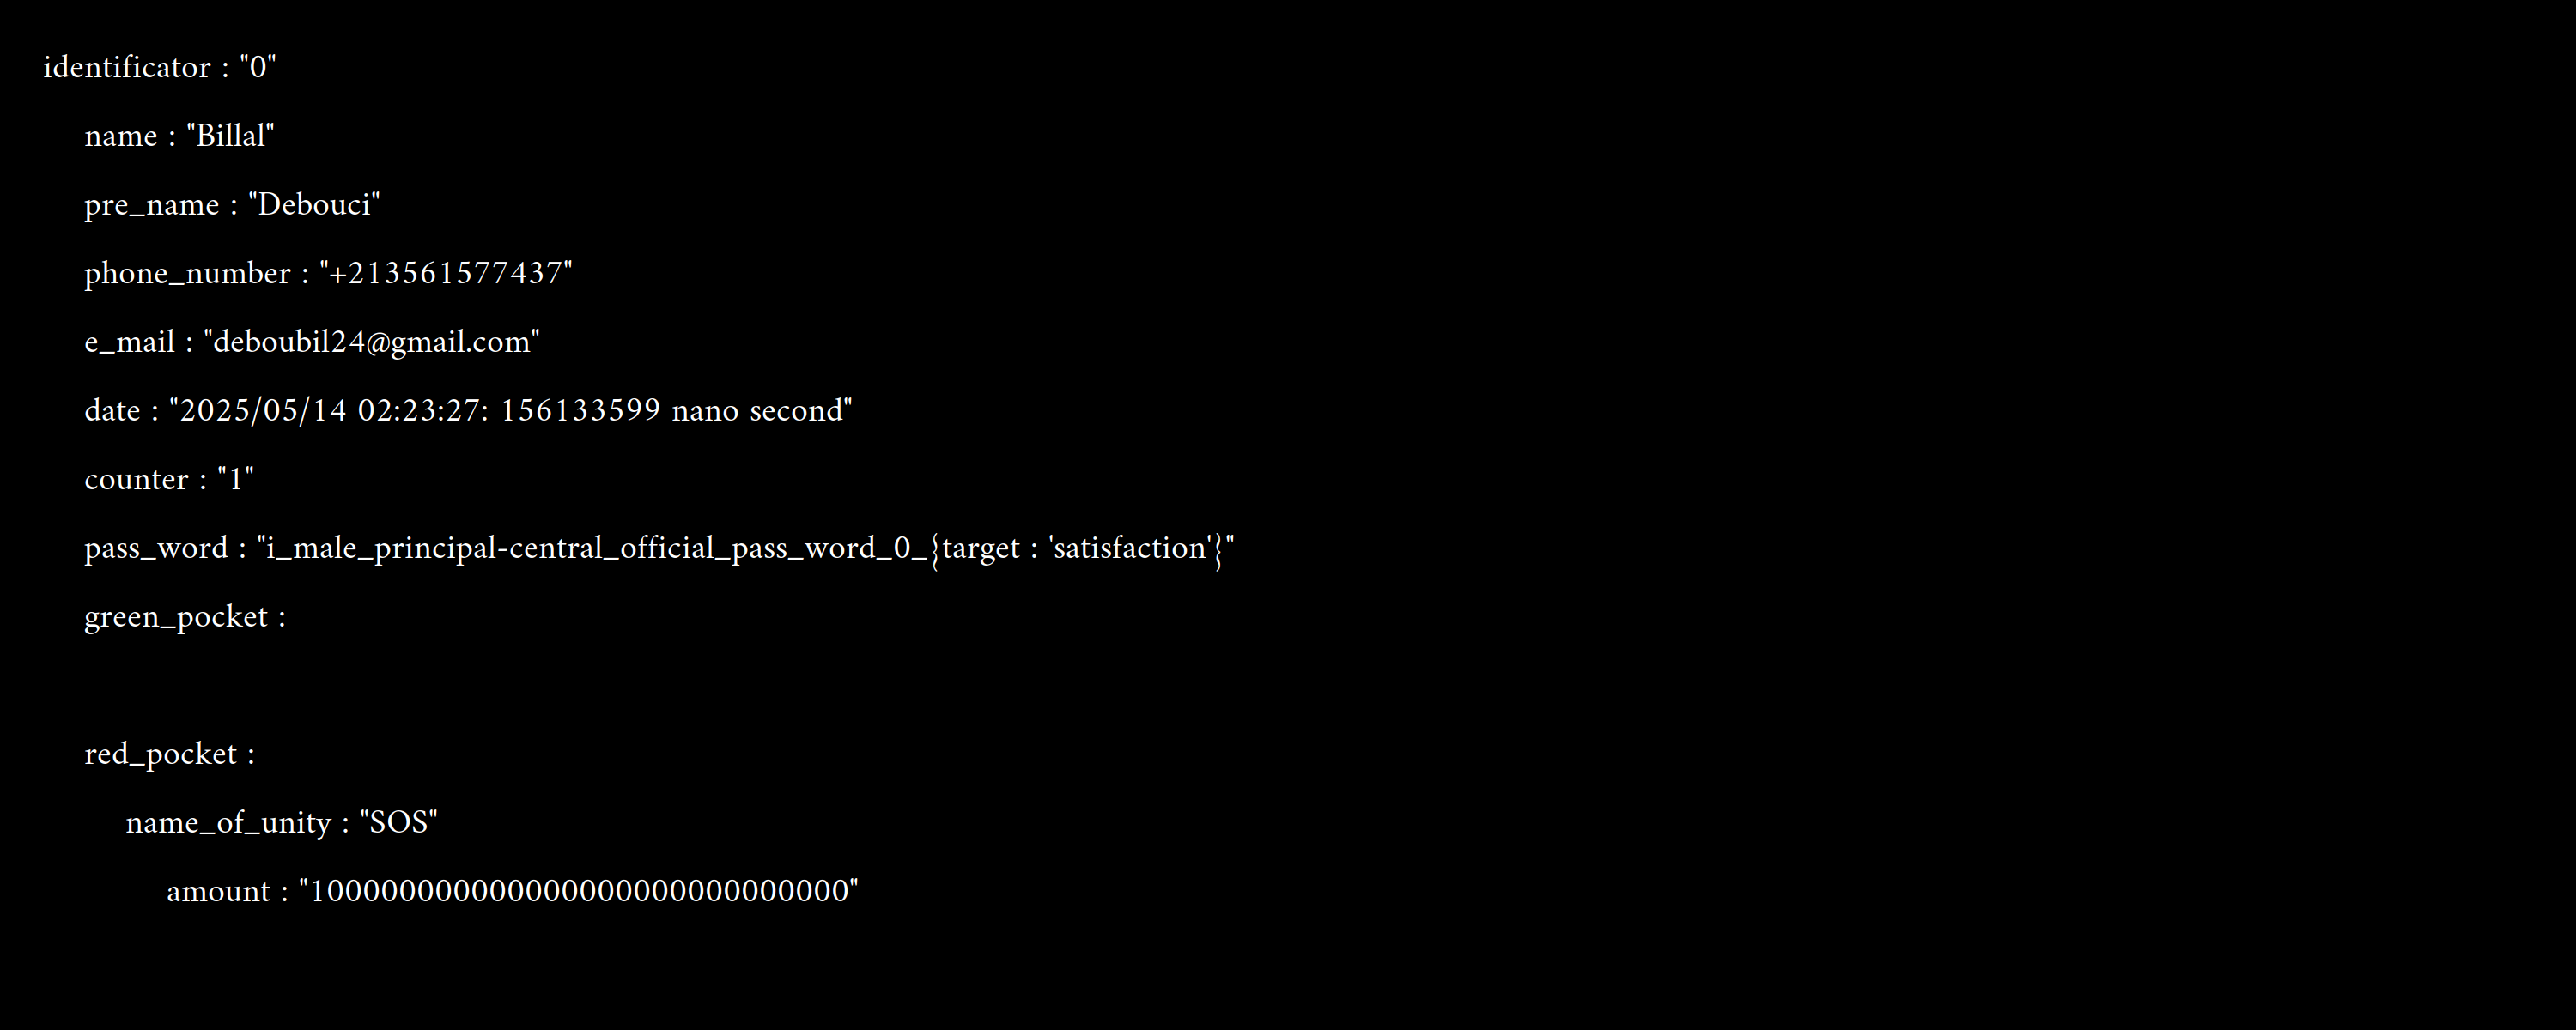 identificator : "0"
name : "Billal"
pre_name : "Debouci"
phone_number : "+213561577437"
e_mail : "deboubil24@gmail.com"
date : "2025/05/14 02:23:27: 156133599 nano second"
counter : "1"
pass_word : "i_male_principal-central_official_pass_word_0_{target : 'satisfaction'}"
green_pocket :
red_pocket :
name_of_unity : "SOS"
amount : "100000000000000000000000000000"